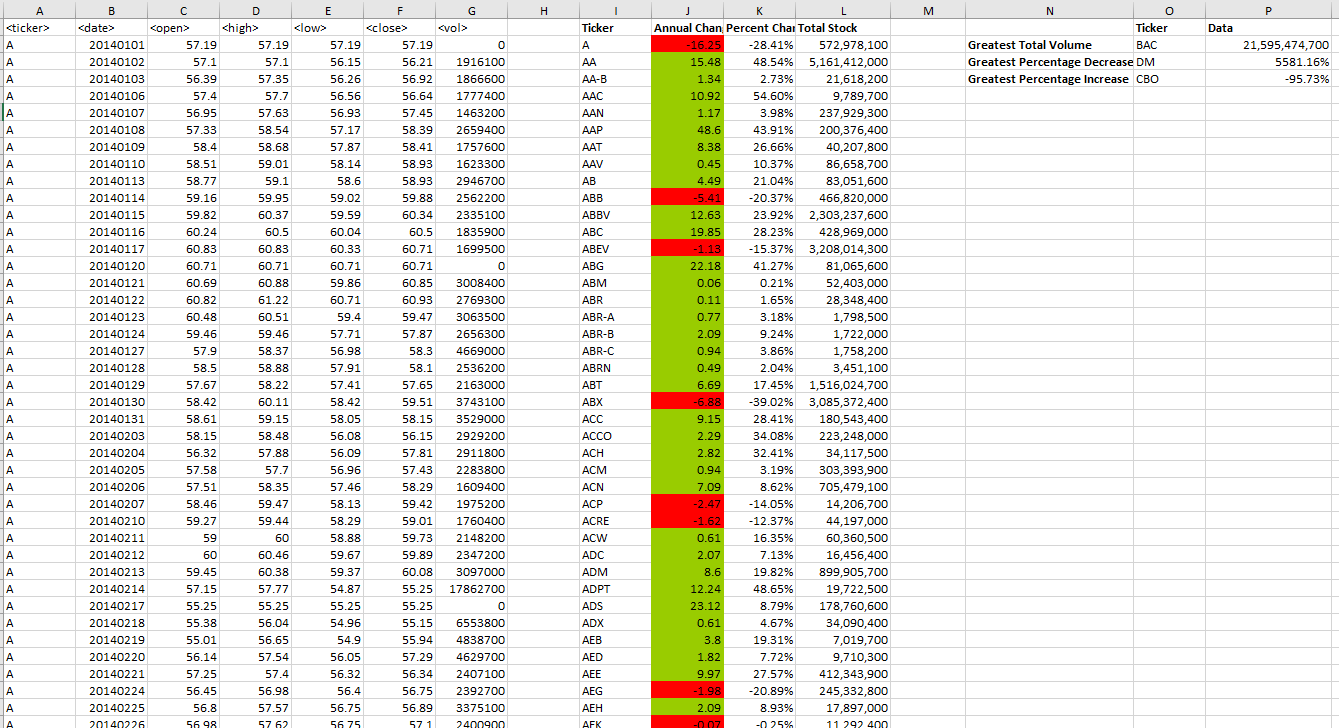 A B C D E F G H I J K L M N O P
<ticker> <date> <open> <high> <low> <close> <vol> Ticker Annual Chan Percent Chan Total Stock Ticker Data
A 20140101 57.19 57.19 57.19 57.19 0 A -16.25 -28.41% 572,978,100 Greatest Total Volume BAC 21,595,474,700
A 20140102 57.1 57.1 56.15 56.21 1916100 AA 15.48 48.54% 5,161,412,000 Greatest Percentage Decrease DM 5581.16%
A 20140103 56.39 57.35 56.26 56.92 1866600 AA-B 1.34 2.73% 21,618,200 Greatest Percentage Increase CBO -95.73%
A 20140106 57.4 57.7 56.56 56.64 1777400 AAC 10.92 54.60% 9,789,700
A 20140107 56.95 57.63 56.93 57.45 1463200 AAN 1.17 3.98% 237,929,300
A 20140108 57.33 58.54 57.17 58.39 2659400 AAP 48.6 43.91% 200,376,400
A 20140109 58.4 58.68 57.87 58.41 1757600 AAT 8.38 26.66% 40,207,800
A 20140110 58.51 59.01 58.14 58.93 1623300 AAV 0.45 10.37% 86,658,700
A 20140113 58.77 59.1 58.6 58.93 2946700 AB 4.49 21.04% 83,051,600
A 20140114 59.16 59.95 59.02 59.88 2562200 ABB -5.41 -20.37% 466,820,000
A 20140115 59.82 60.37 59.59 60.34 2335100 ABBV 12.63 23.92% 2,303,237,600
A 20140116 60.24 60.5 60.04 60.5 1835900 ABC 19.85 28.23% 428,969,000
A 20140117 60.83 60.83 60.33 60.71 1699500 ABEV -1.13 -15.37% 3,208,014,300
A 20140120 60.71 60.71 60.71 60.71 0 ABG 22.18 41.27% 81,065,600
A 20140121 60.69 60.88 59.86 60.85 3008400 ABM 0.06 0.21% 52,403,000
A 20140122 60.82 61.22 60.71 60.93 2769300 ABR 0.11 1.65% 28,348,400
A 20140123 60.48 60.51 59.4 59.47 3063500 ABR-A 0.77 3.18% 1,798,500
A 20140124 59.46 59.46 57.71 57.87 2656300 ABR-B 2.09 9.24% 1,722,000
A 20140127 57.9 58.37 56.98 58.3 4669000 ABR-C 0.94 3.86% 1,758,200
A 20140128 58.5 58.88 57.91 58.1 2536200 ABRN 0.49 2.04% 3,451,100
A 20140129 57.67 58.22 57.41 57.65 2163000 ABT 6.69 17.45% 1,516,024,700
A 20140130 58.42 60.11 58.42 59.51 3743100 ABX -6.88 -39.02% 3,085,372,400
A 20140131 58.61 59.15 58.05 58.15 3529000 ACC 9.15 28.41% 180,543,400
A 20140203 58.15 58.48 56.08 56.15 2929200 ACCO 2.29 34.08% 223,248,000
A 20140204 56.32 57.88 56.09 57.81 2911800 ACH 2.82 32.41% 34,117,500
A 20140205 57.58 57.7 56.96 57.43 2283800 ACM 0.94 3.19% 303,393,900
A 20140206 57.51 58.35 57.46 58.29 1609400 ACN 7.09 8.62% 705,479,100
A 20140207 58.46 59.47 58.13 59.42 1975200 ACP -2.47 -14.05% 14,206,700
A 20140210 59.27 59.44 58.29 59.01 1760400 ACRE -1.62 -12.37% 44,197,000
A 20140211 59 60 58.88 59.73 2148200 ACW 0.61 16.35% 60,360,500
A 20140212 60 60.46 59.67 59.89 2347200 ADC 2.07 7.13% 16,456,400
A 20140213 59.45 60.38 59.37 60.08 3097000 ADM 8.6 19.82% 899,905,700
A 20140214 57.15 57.77 54.87 55.25 17862700 ADPT 12.24 48.65% 19,722,500
A 20140217 55.25 55.25 55.25 55.25 0 ADS 23.12 8.79% 178,760,600
A 20140218 55.38 56.04 54.96 55.15 6553800 ADX 0.61 4.67% 34,090,400
A 20140219 55.01 56.65 54.9 55.94 4838700 AEB 3.8 19.31% 7,019,700
A 20140220 56.14 57.54 56.05 57.29 4629700 AED 1.82 7.72% 9,710,300
A 20140221 57.25 57.4 56.32 56.34 2407100 AEE 9.97 27.57% 412,343,900
A 20140224 56.45 56.98 56.4 56.75 2392700 AEG -1.98 -20.89% 245,332,800
A 20140225 56.8 57.57 56.75 56.89 3375100 AEH 2.09 8.93% 17,897,000
A 20140226 56.98 57.62 56.75 57.1 2400900 AEK -0.07 -0.25% 11,292,400